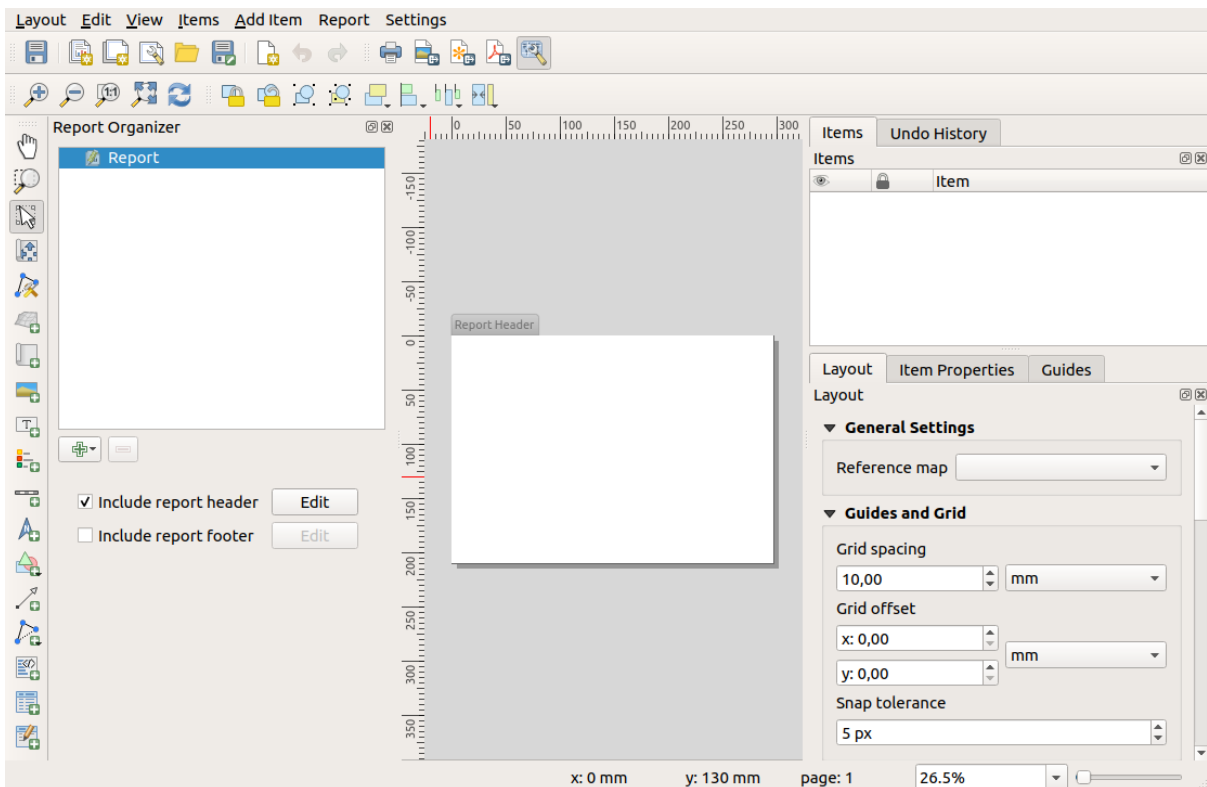 Layout Edit View Items Add Item Report Settings
1:1
Report Organizer
Report
Include report header Edit
Include report footer Edit
0 50 100 150 200 250 300
-150
-100
-50
0
50
100
150
200
250
300
350
Report Header
Items Undo History
Items
Item
Layout Item Properties Guides
Layout
General Settings
Reference map
Guides and Grid
Grid spacing
10,00 mm
Grid offset
x: 0,00
mm
y: 0,00
Snap tolerance
5 px
x: 0 mm y: 130 mm page: 1 26.5%